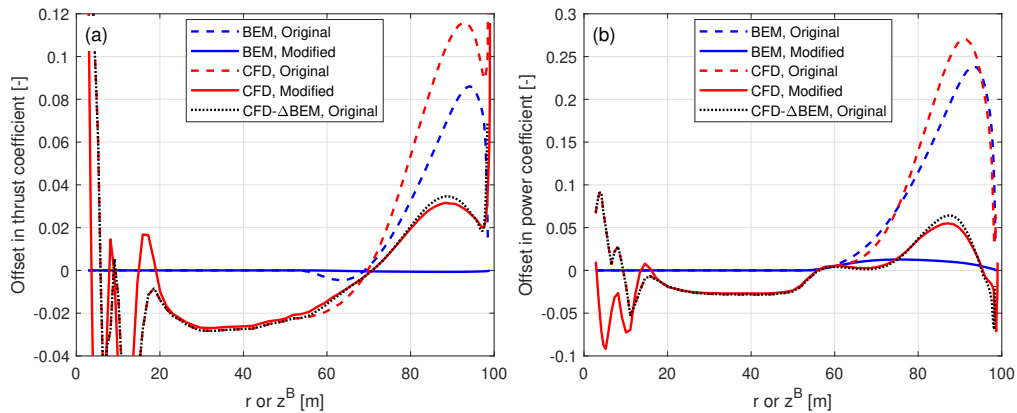 (a)
BEM, Original
BEM, Modified
CFD, Original
CFD, Modified
CFD-ΔBEM, Original
0.12
0.1
0.08
0.06
0.04
0.02
0
-0.02
-0.04
Offset in thrust coefficient [-]
0
20
40
60
80
100
r or z^B [m]
(b)
BEM, Original
BEM, Modified
CFD, Original
CFD, Modified
CFD-ΔBEM, Original
0.3
0.25
0.2
0.15
0.1
0.05
0
-0.05
-0.1
Offset in power coefficient [-]
0
20
40
60
80
100
r or z^B [m]